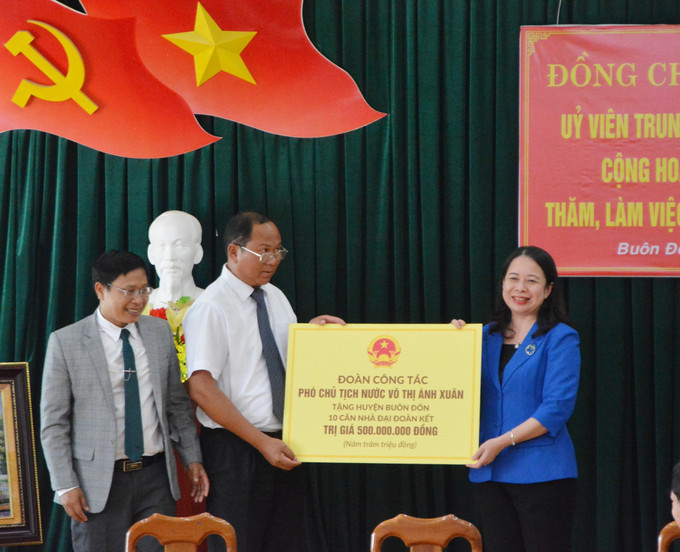 ĐỒNG CH
UỶ VIÊN TRUN
CỘNG HO
THĂM, LÀM VIỆC
Buôn Đô
ĐOÀN CÔNG TÁC
PHÓ CHỦ TỊCH NƯỚC VÕ THỊ ÁNH XUÂN
TẶNG HUYỆN BUÔN ĐÔN
10 CĂN NHÀ ĐẠI ĐOÀN KẾT
TRỊ GIÁ 500.000.000 ĐỒNG
(Năm trăm triệu đồng)